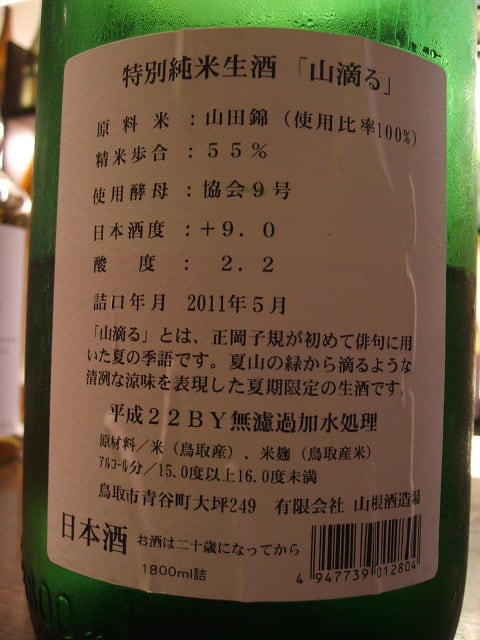 特別純米生酒 「山滴る」
原料米 : 山田錦 (使用比率100%)
精米歩合 : 55%
使用酵母 : 協会9号
日本酒度 : +9.0
酸度 : 2.2
詰口年月 2011年5月
「山滴る」とは、正岡子規が初めて俳句に用
いた夏の季語です。夏山の緑から滴るような
清冽な涼味を表現した夏期限定の生酒です。
平成22BY無濾過加水処理
原材料/米(鳥取産)、米麹(鳥取産米)
アルコール分/15.0度以上16.0度未満
鳥取市青谷町大坪249 有限会社 山根酒造場
日本酒 お酒は二十歳になってから
1800ml詰
4 947739 012804